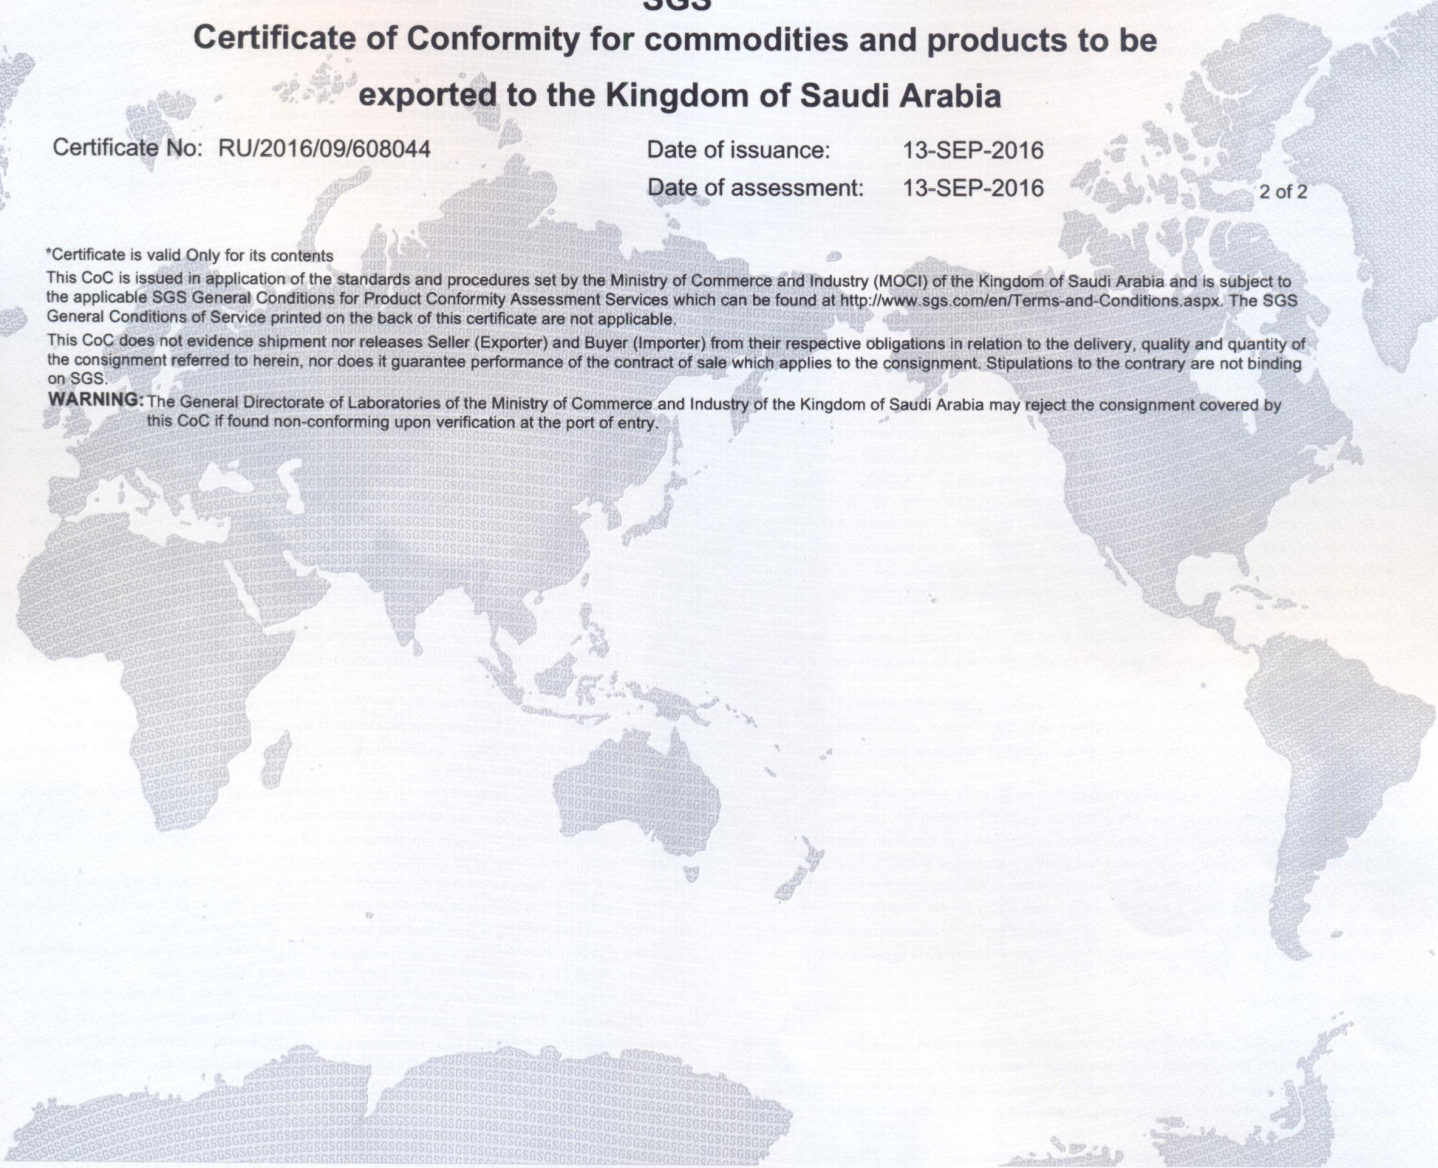 SGS
Certificate of Conformity for commodities and products to be
exported to the Kingdom of Saudi Arabia
Certificate No: RU/2016/09/608044
Date of issuance: 13-SEP-2016
Date of assessment: 13-SEP-2016
2 of 2
*Certificate is valid Only for its contents
This CoC is issued in application of the standards and procedures set by the Ministry of Commerce and Industry (MOCI) of the Kingdom of Saudi Arabia and is subject to
the applicable SGS General Conditions for Product Conformity Assessment Services which can be found at http://www.sgs.com/en/Terms-and-Conditions.aspx. The SGS
General Conditions of Service printed on the back of this certificate are not applicable.
This CoC does not evidence shipment nor releases Seller (Exporter) and Buyer (Importer) from their respective obligations in relation to the delivery, quality and quantity of
the consignment referred to herein, nor does it guarantee performance of the contract of sale which applies to the consignment. Stipulations to the contrary are not binding
on SGS.
WARNING: The General Directorate of Laboratories of the Ministry of Commerce and Industry of the Kingdom of Saudi Arabia may reject the consignment covered by
this CoC if found non-conforming upon verification at the port of entry.